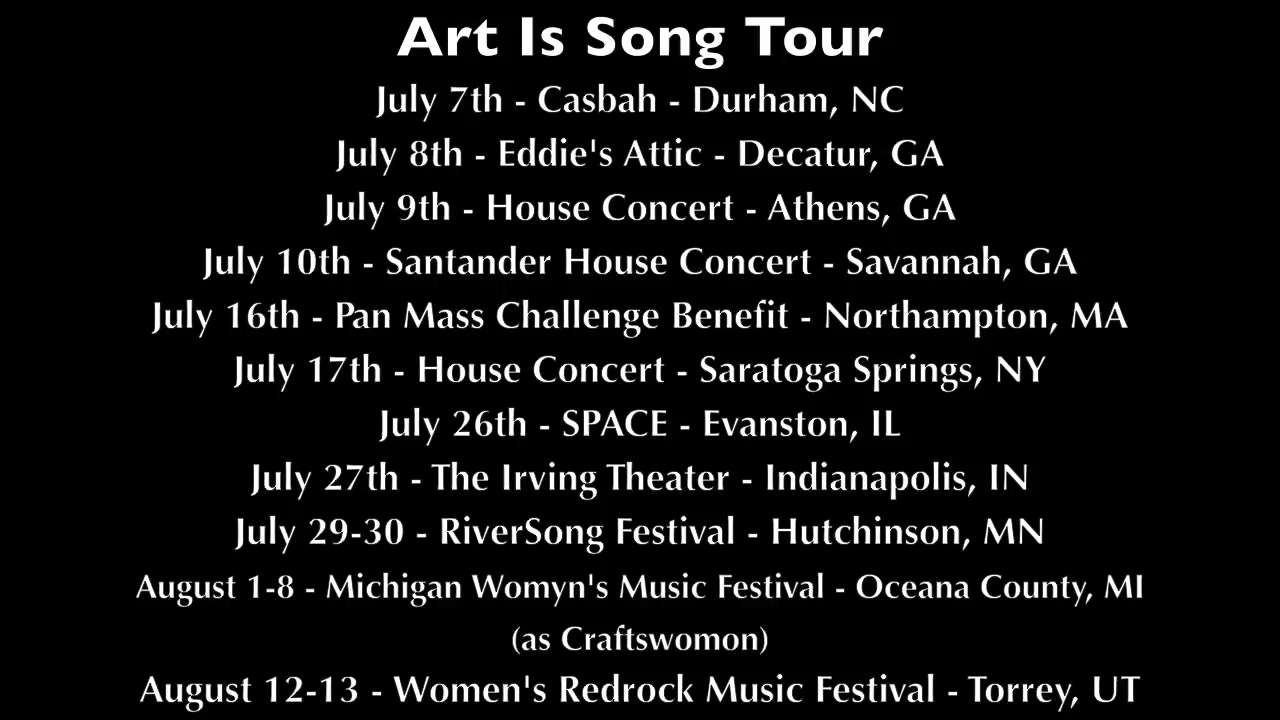 Art Is Song Tour
July 7th - Casbah - Durham, NC
July 8th - Eddie's Attic - Decatur, GA
July 9th - House Concert - Athens, GA
July 10th - Santander House Concert - Savannah, GA
July 16th - Pan Mass Challenge Benefit - Northampton, MA
July 17th - House Concert - Saratoga Springs, NY
July 26th - SPACE - Evanston, IL
July 27th - The Irving Theater - Indianapolis, IN
July 29-30 - RiverSong Festival - Hutchinson, MN
August 1-8 - Michigan Womyn's Music Festival - Oceana County, MI
(as Craftswomon)
August 12-13 - Women's Redrock Music Festival - Torrey, UT